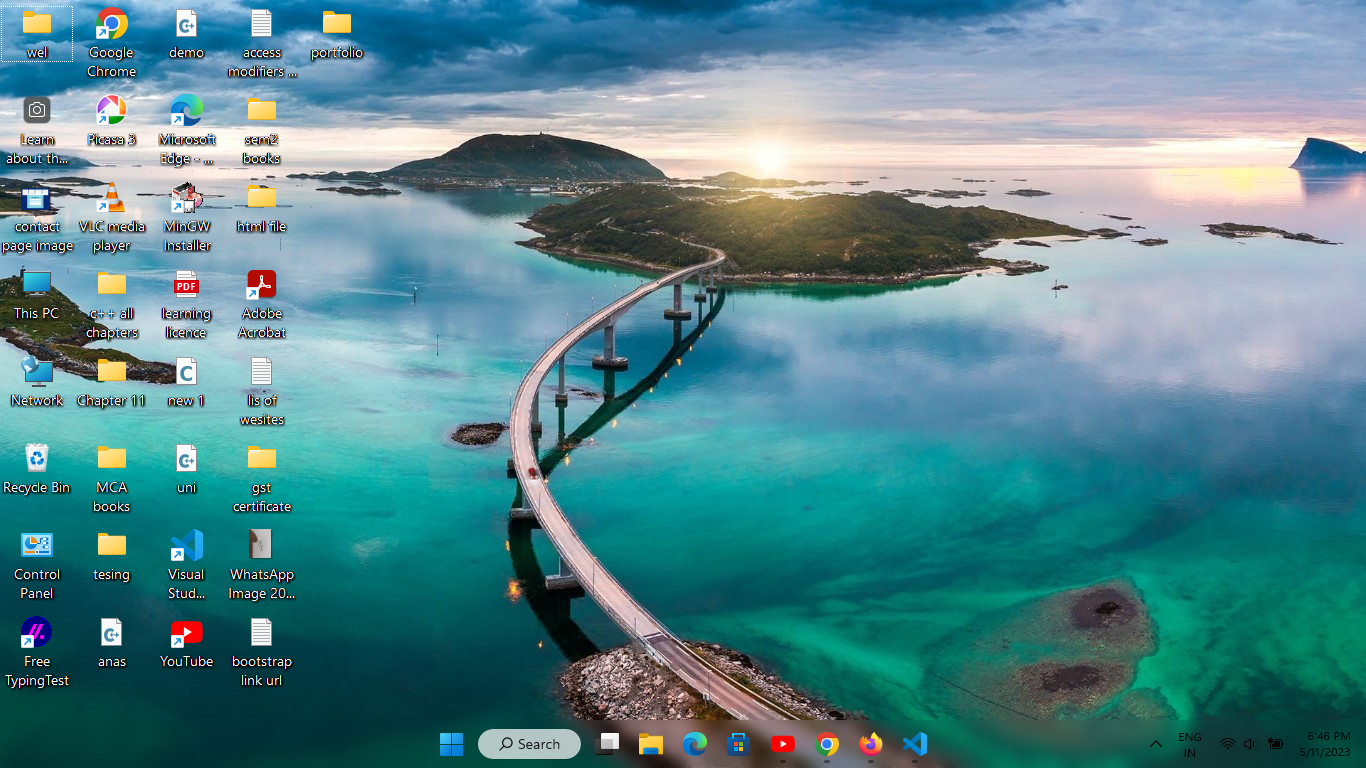 wel
Google
Chrome
demo
access
modifiers ...
portfolio
Learn
about th...
Picasa 3
Microsoft
Edge - ...
sem2
books
contact
page image
VLC media
player
MinGW
Installer
html file
This PC
c++ all
chapters
PDF
learning
licence
Adobe
Acrobat
Network
Chapter 11
C
new 1
lis of
wesites
Recycle Bin
MCA
books
uni
gst
certificate
Control
Panel
tesing
Visual
Stud...
WhatsApp
Image 20...
Free
TypingTest
anas
YouTube
bootstrap
link url
Search
ENG
IN
6:46 PM
5/11/2023